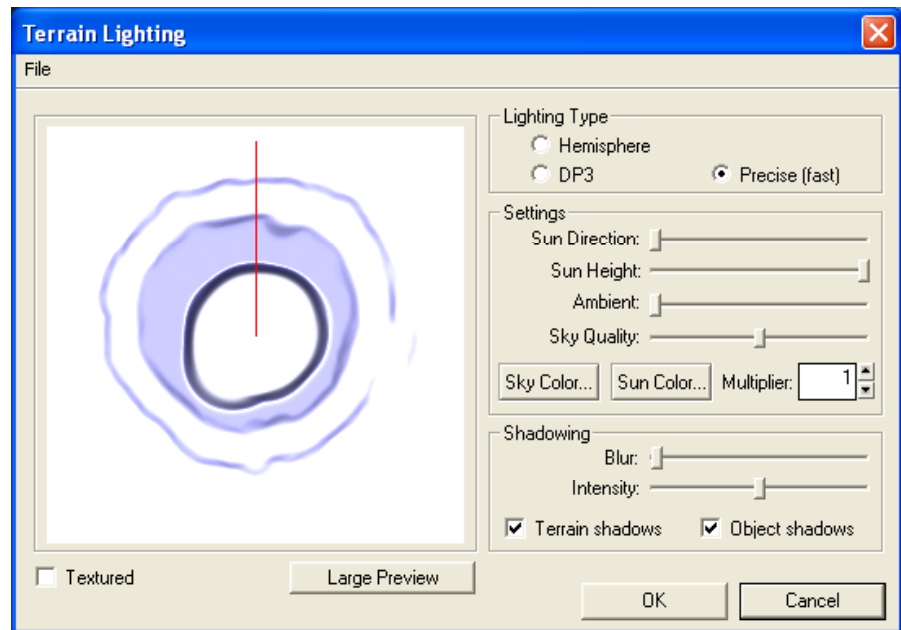 Terrain Lighting
File
Lighting Type
Hemisphere
DP3
Precise (fast)
Settings
Sun Direction:
Sun Height:
Ambient:
Sky Quality:
Sky Color...
Sun Color...
Multiplier:
1
Shadowing
Blur:
Intensity:
Terrain shadows
Object shadows
Textured
Large Preview
OK
Cancel